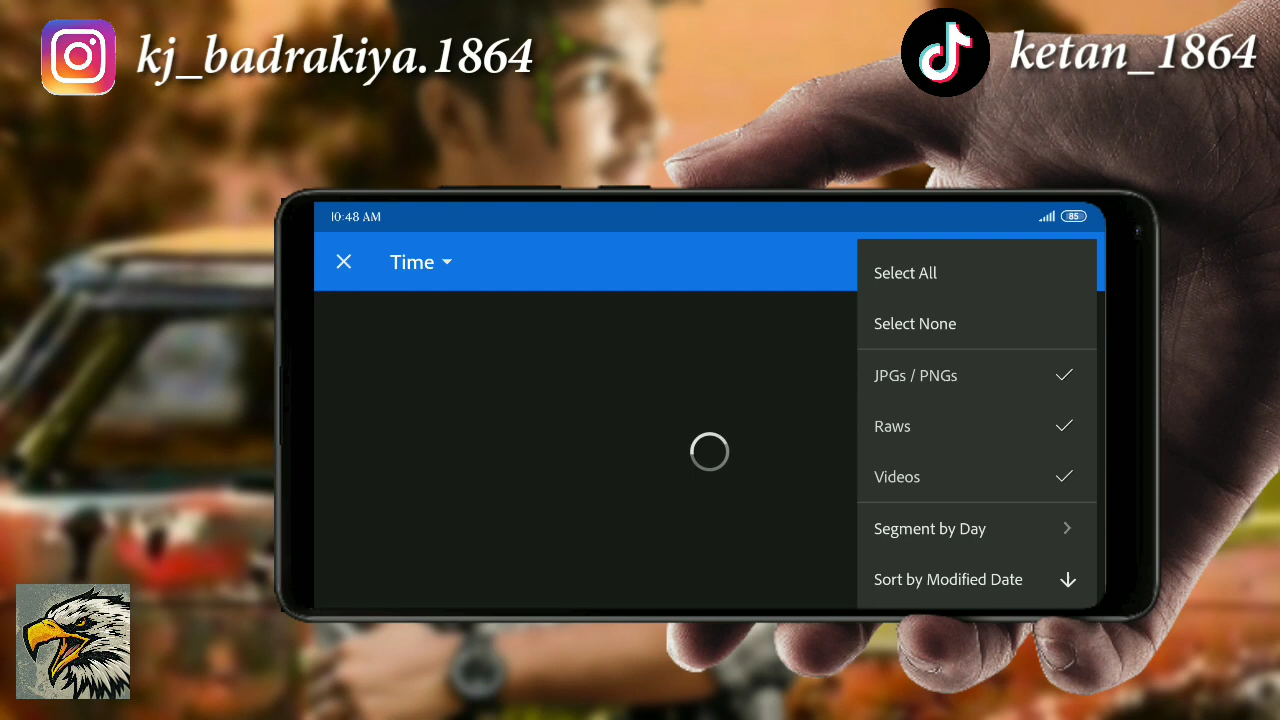 kj_badrakiya.1864
ketan_1864
10:48 AM
85
Time
Select All
Select None
JPGs / PNGs
Raws
Videos
Segment by Day
Sort by Modified Date